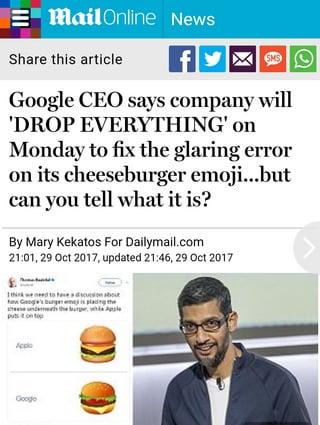 Mail Online News
Share this article
SMS
Google CEO says company will
'DROP EVERYTHING' on
Monday to fix the glaring error
on its cheeseburger emoji...but
can you tell what it is?
By Mary Kekatos For Dailymail.com
21:01, 29 Oct 2017, updated 21:46, 29 Oct 2017
Thomas Baekdal
I think we need to have a discussion about
how Google's burger emoji is placing the
cheese underneath the burger, while Apple
puts it on top
Apple
Google